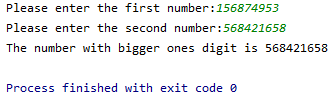 Please enter the first number:156874953
Please enter the second number:568421658
The number with bigger ones digit is 568421658
Process finished with exit code 0